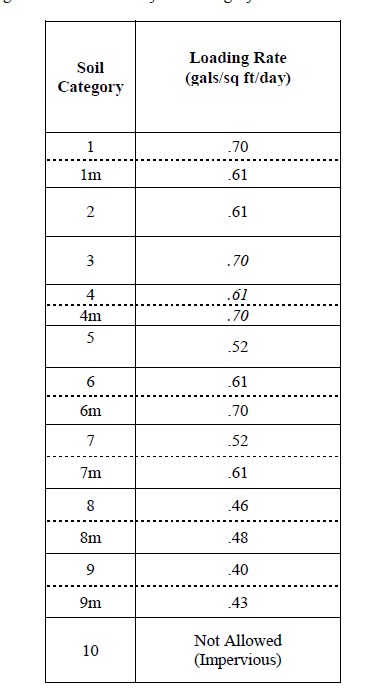 Soil
Category
Loading Rate
(gals/sq ft/day)
1 .70
1m .61
2 .61
3 .70
4 .61
4m .70
5 .52
6 .61
6m .70
7 .52
7m .61
8 .46
8m .48
9 .40
9m .43
10 Not Allowed
(Impervious)